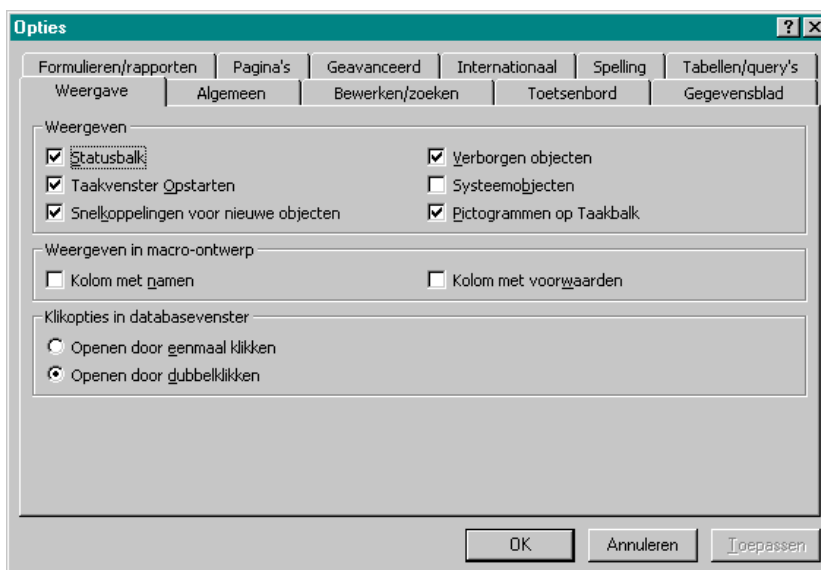 Opties
Formulieren/rapporten Pagina's Geavanceerd Internationaal Spelling Tabellen/query's
Weergave Algemeen Bewerken/zoeken Toetsenbord Gegevensblad
Weergeven
Statusbalk Verborgen objecten
Taakvenster Opstarten Systeemobjecten
Snelkoppelingen voor nieuwe objecten Pictogrammen op Taakbalk
Weergeven in macro-ontwerp
Kolom met namen Kolom met voorwaarden
Klikopties in databasevenster
Openen door eenmaal klikken
Openen door dubbelklikken
OK Annuleren Toepassen